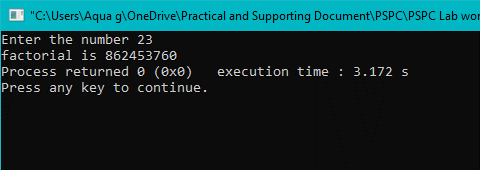 "C:\Users\Aqua g\OneDrive\Practical and Supporting Document\PSPC\PSPC Lab wor
Enter the number 23
factorial is 862453760
Process returned 0 (0x0)   execution time : 3.172 s
Press any key to continue.